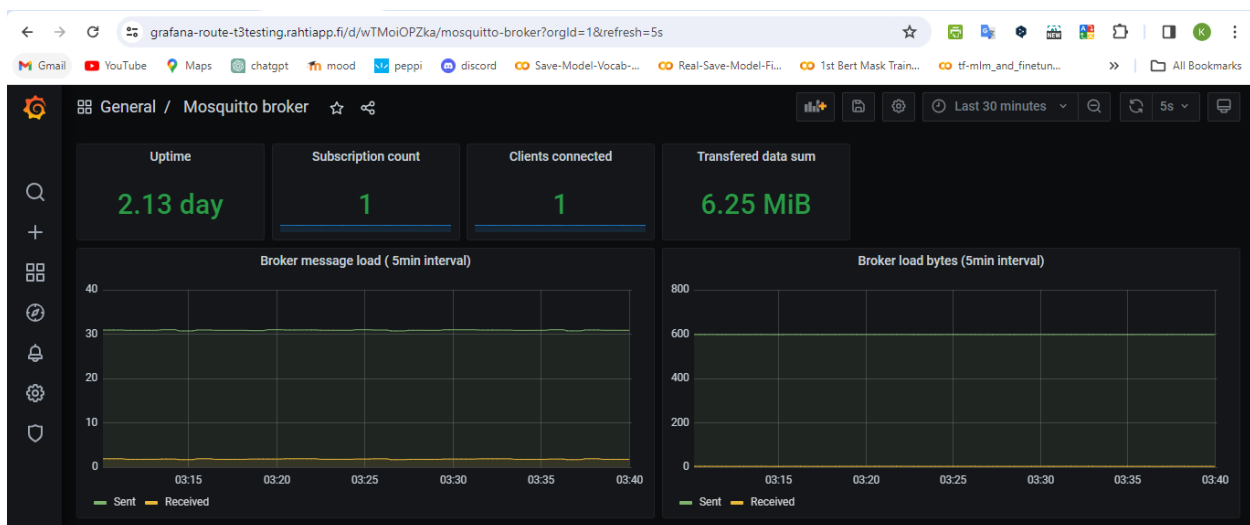 grafana-route-t3testing.rahtiapp.fi/d/wTMoiOPZka/mosquitto-broker?orgId=1&refresh=5s
K
Gmail YouTube Maps chatgpt mood peppi discord Save-Model-Vocab-... Real-Save-Model-Fi... 1st Bert Mask Train... tf-mlm_and_finetun... » All Bookmarks
General / Mosquitto broker Last 30 minutes 5s
Uptime Subscription count Clients connected Transfered data sum
2.13 day 1 1 6.25 MiB
Broker message load ( 5min interval)
40
30
20
10
0
03:15 03:20 03:25 03:30 03:35 03:40
Sent Received
Broker load bytes (5min interval)
800
600
400
200
0
03:15 03:20 03:25 03:30 03:35 03:40
Sent Received